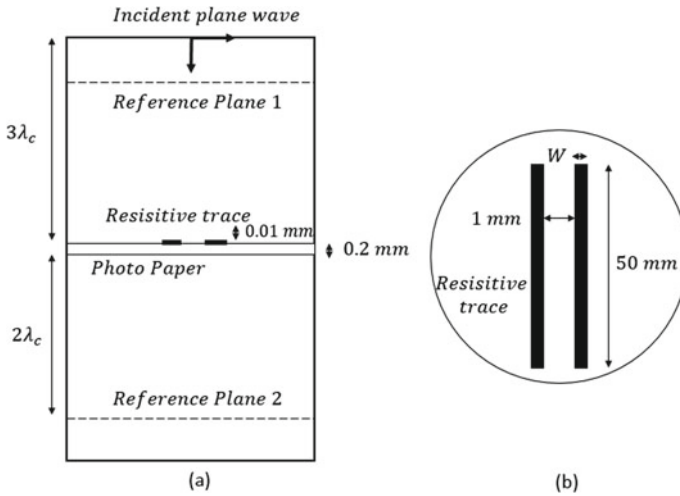 Incident plane wave
Reference Plane 1
3λc
Resisitive trace
0.01 mm
0.2 mm
Photo Paper
2λc
Reference Plane 2
(a)
W
1 mm
50 mm
Resisitive
trace
(b)